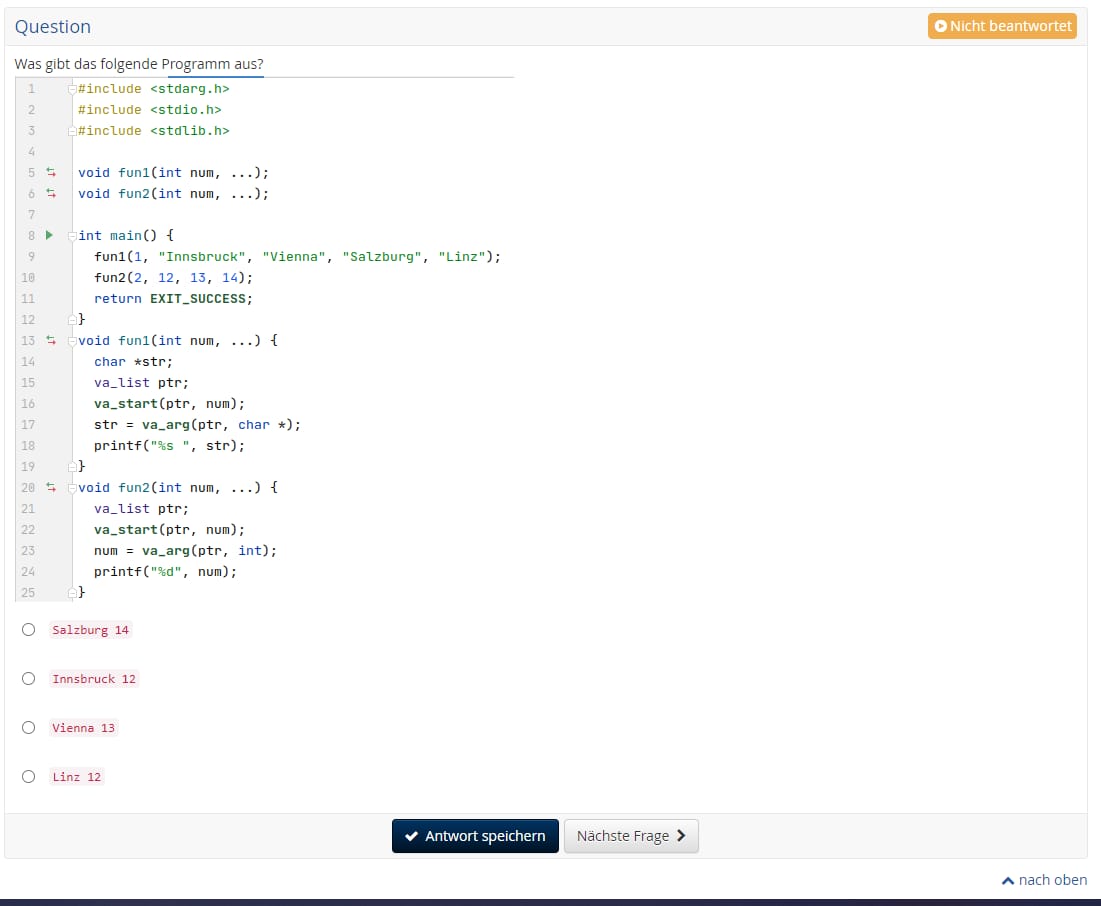 Question
Nicht beantwortet
Was gibt das folgende Programm aus?
1 #include <stdarg.h>
2 #include <stdio.h>
3 #include <stdlib.h>
4
5 void fun1(int num, ...);
6 void fun2(int num, ...);
7
8 int main() {
9 fun1(1, "Innsbruck", "Vienna", "Salzburg", "Linz");
10 fun2(2, 12, 13, 14);
11 return EXIT_SUCCESS;
12 }
13 void fun1(int num, ...) {
14 char *str;
15 va_list ptr;
16 va_start(ptr, num);
17 str = va_arg(ptr, char *);
18 printf("%s ", str);
19 }
20 void fun2(int num, ...) {
21 va_list ptr;
22 va_start(ptr, num);
23 num = va_arg(ptr, int);
24 printf("%d", num);
25 }
Salzburg 14
Innsbruck 12
Vienna 13
Linz 12
Antwort speichern
Nächste Frage
nach oben